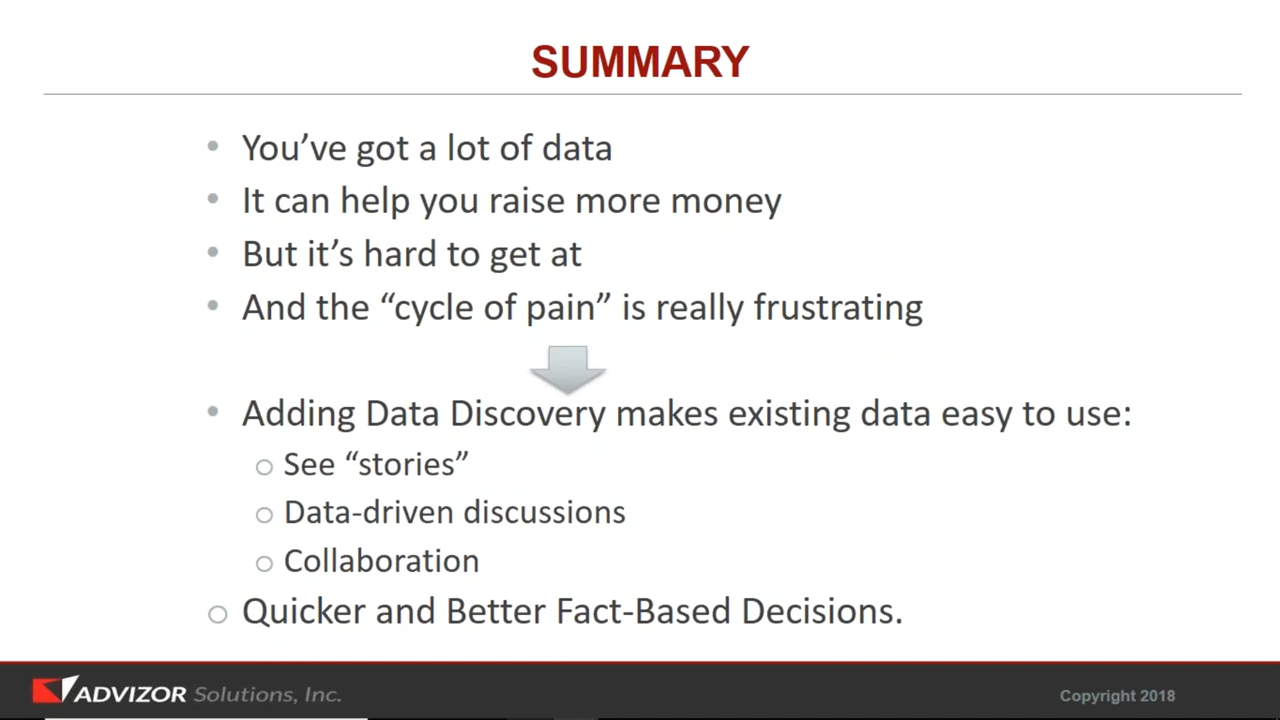 SUMMARY
• You’ve got a lot of data
• It can help you raise more money
• But it’s hard to get at
• And the “cycle of pain” is really frustrating
• Adding Data Discovery makes existing data easy to use:
○ See “stories”
○ Data-driven discussions
○ Collaboration
○ Quicker and Better Fact-Based Decisions.
ADVIZOR Solutions, Inc.
Copyright 2018